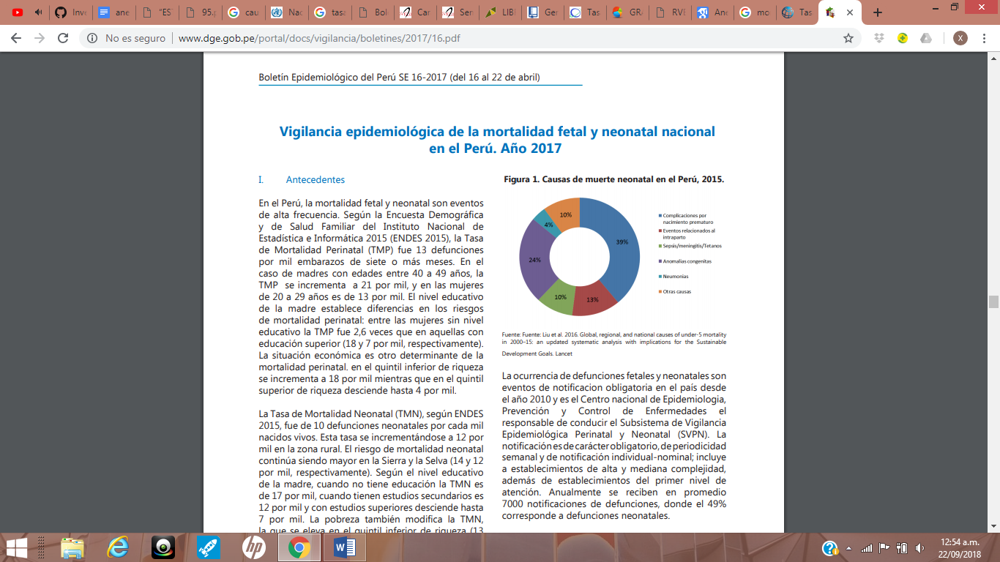 Inve
ane
"ES
95.p
cau
Nac
tasa
Bol
Car
Ser
LIBI
Ger
Tas
GRA
RVI
Ane
mo
Tas
No es seguro www.dge.gob.pe/portal/docs/vigilancia/boletines/2017/16.pdf
X
Boletín Epidemiológico del Perú SE 16-2017 (del 16 al 22 de abril)
Vigilancia epidemiológica de la mortalidad fetal y neonatal nacional
en el Perú. Año 2017
I. Antecedentes
En el Perú, la mortalidad fetal y neonatal son eventos
de alta frecuencia. Según la Encuesta Demográfica
y de Salud Familiar del Instituto Nacional de
Estadística e Informática 2015 (ENDES 2015), la Tasa
de Mortalidad Perinatal (TMP) fue 13 defunciones
por mil embarazos de siete o más meses. En el
caso de madres con edades entre 40 a 49 años, la
TMP se incrementa a 21 por mil, y en las mujeres
de 20 a 29 años es de 13 por mil. El nivel educativo
de la madre establece diferencias en los riesgos
de mortalidad perinatal: entre las mujeres sin nivel
educativo la TMP fue 2,6 veces que en aquellas con
educación superior (18 y 7 por mil, respectivamente).
La situación económica es otro determinante de la
mortalidad perinatal. en el quintil inferior de riqueza
se incrementa a 18 por mil mientras que en el quintil
superior de riqueza desciende hasta 4 por mil.
La Tasa de Mortalidad Neonatal (TMN), según ENDES
2015, fue de 10 defunciones neonatales por cada mil
nacidos vivos. Esta tasa se incrementándose a 12 por
mil en la zona rural. El riesgo de mortalidad neonatal
continúa siendo mayor en la Sierra y la Selva (14 y 12
por mil, respectivamente). Según el nivel educativo
de la madre, cuando no tiene educación la TMN es
de 17 por mil, cuando tienen estudios secundarios es
12 por mil y con estudios superiores desciende hasta
7 por mil. La pobreza también modifica la TMN,
la que se eleva en el quintil inferior de riqueza (13
Figura 1. Causas de muerte neonatal en el Perú, 2015.
10%
4%
39%
24%
10%
13%
Complicaciones por
nacimiento prematuro
Eventos relacionados al
intraparto
Sepsis/meningitis/Tetanos
Anomalias congenitas
Neumonias
Otras causas
Fuente: Fuente: Liu et al. 2016. Global, regional, and national causes of under-5 mortality
in 2000–15: an updated systematic analysis with implications for the Sustainable
Development Goals. Lancet
La ocurrencia de defunciones fetales y neonatales son
eventos de notificacion obligatoria en el país desde
el año 2010 y es el Centro nacional de Epidemiologia,
Prevención y Control de Enfermedades el
responsable de conducir el Subsistema de Vigilancia
Epidemiológica Perinatal y Neonatal (SVPN). La
notificación es de carácter obligatorio, de periodicidad
semanal y de notificación individual-nominal; incluye
a establecimientos de alta y mediana complejidad,
además de establecimientos del primer nivel de
atención. Anualmente se reciben en promedio
7000 notificaciones de defunciones, donde el 49%
corresponde a defunciones neonatales.
12:54 a.m.
22/09/2018